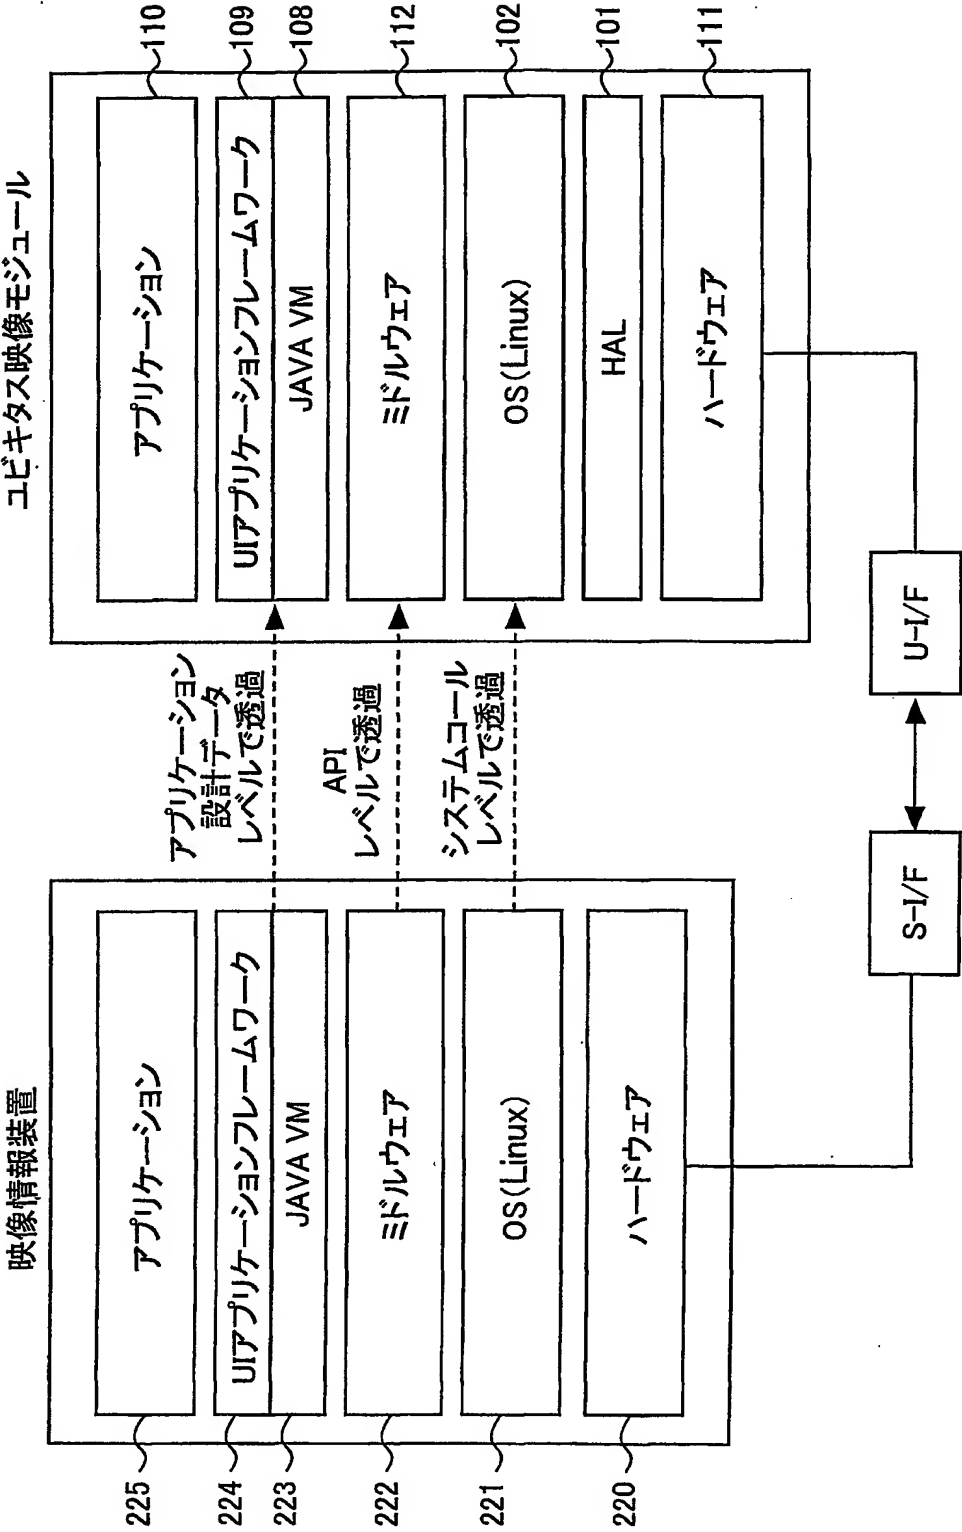 映像情報装置
アプリケーション
UIアプリケーションフレームワーク
JAVA VM
ミドルウェア
OS(Linux)
ハードウェア
225
224
223
222
221
220
アプリケーション
設計データ
レベルで透過
API
レベルで透過
システムコール
レベルで透過
ユビキタス映像モジュール
アプリケーション
UIアプリケーションフレームワーク
JAVA VM
ミドルウェア
OS(Linux)
HAL
ハードウェア
110
109
108
112
102
101
111
S-I/F
U-I/F